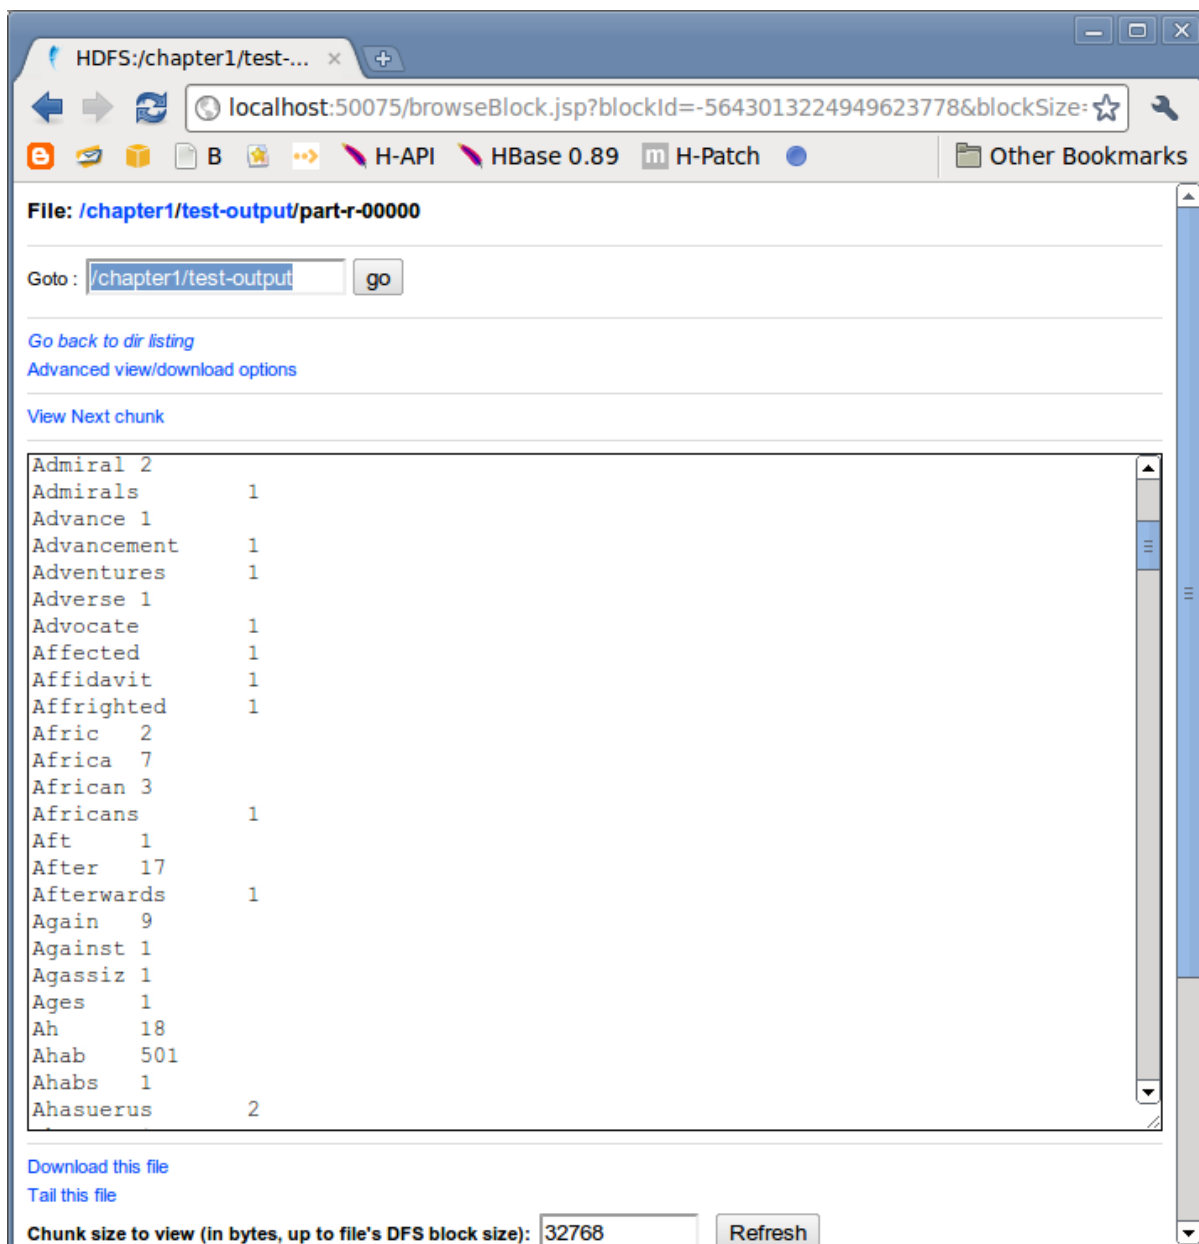 HDFS:/chapter1/test-...
localhost:50075/browseBlock.jsp?blockId=-5643013224949623778&blockSize=
B H-API HBase 0.89 m H-Patch Other Bookmarks
File: /chapter1/test-output/part-r-00000
Goto : /chapter1/test-output go
Go back to dir listing
Advanced view/download options
View Next chunk
Admiral 2
Admirals 1
Advance 1
Advancement 1
Adventures 1
Adverse 1
Advocate 1
Affected 1
Affidavit 1
Affrighted 1
Afric 2
Africa 7
African 3
Africans 1
Aft 1
After 17
Afterwards 1
Again 9
Against 1
Agassiz 1
Ages 1
Ah 18
Ahab 501
Ahabs 1
Ahasuerus 2
Download this file
Tail this file
Chunk size to view (in bytes, up to file's DFS block size): 32768 Refresh